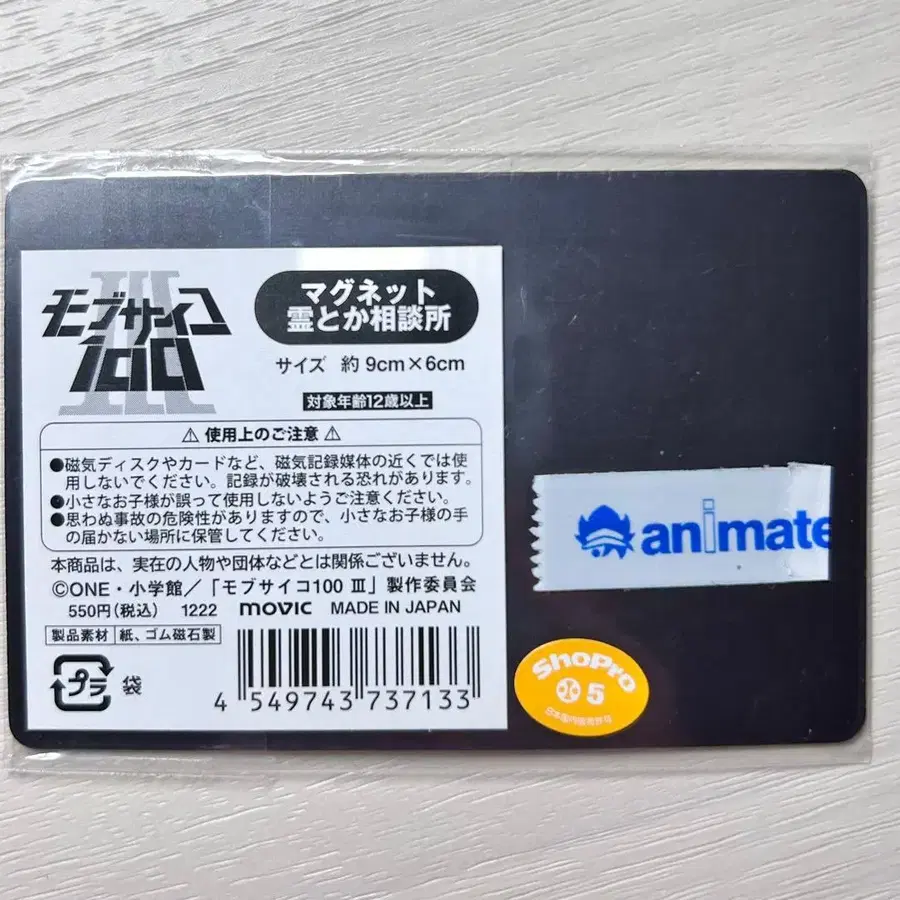 モブサイコ
100
III
マグネット
霊とか相談所
サイズ 約9cm×6cm
対象年齢12歳以上
⚠ 使用上のご注意 ⚠
●磁気ディスクやカードなど、磁気記録媒体の近くでは使
用しないでください。記録が破壊される恐れがあります。
●小さなお子様が誤って使用しないようご注意ください。
●思わぬ事故の危険性がありますので、小さなお子様の手
の届かない場所に保管してください。
本商品は、実在の人物や団体などとは関係ございません。
©ONE・小学館/「モブサイコ100 III」製作委員会
550円(税込) 1222 movic MADE IN JAPAN
製品素材 紙、ゴム磁石製
プラ 袋
4 549743 737133
animate
ShoPro
小 5